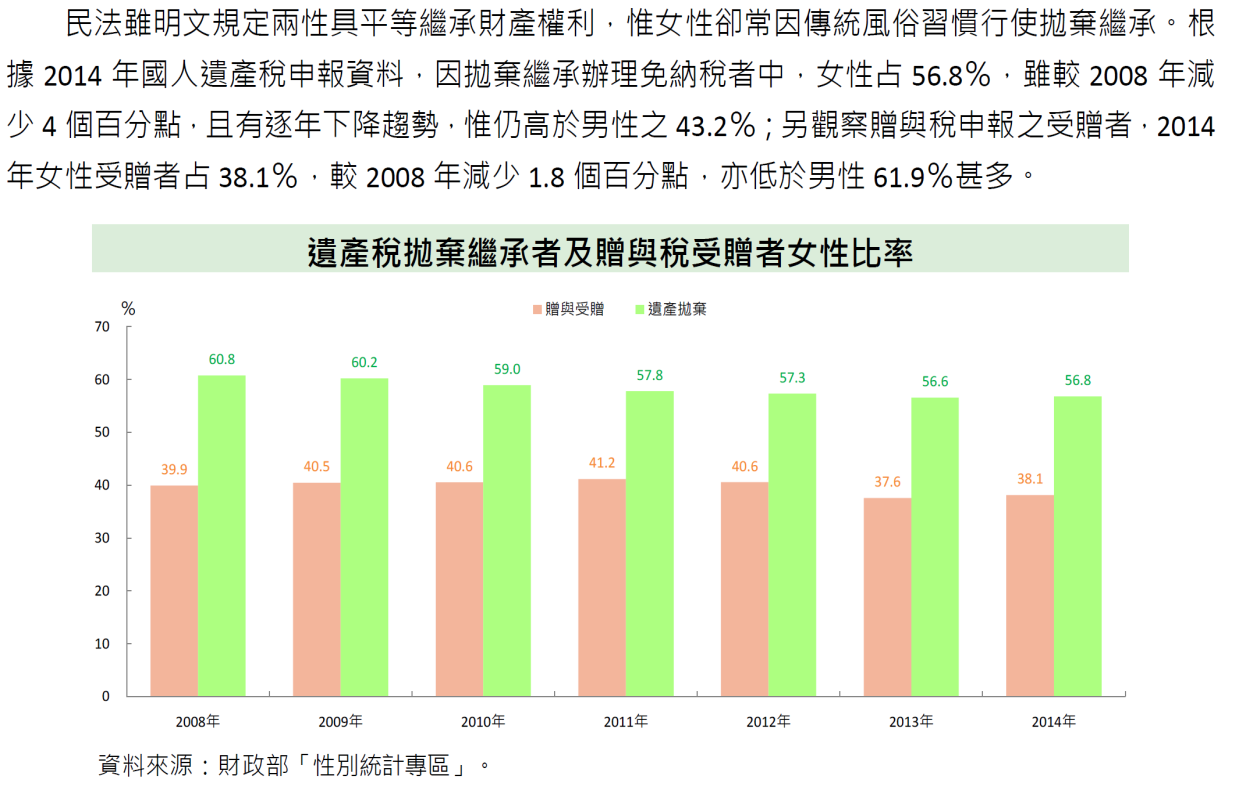 民法雖明文規定兩性具平等繼承財產權利，惟女性卻常因傳統風俗習慣行使拋棄繼承。根
據 2014 年國人遺產稅申報資料，因拋棄繼承辦理免納稅者中，女性占 56.8％，雖較 2008 年減
少 4 個百分點，且有逐年下降趨勢，惟仍高於男性之 43.2％；另觀察贈與稅申報之受贈者，2014
年女性受贈者占 38.1％，較 2008 年減少 1.8 個百分點，亦低於男性 61.9％甚多。
遺產稅拋棄繼承者及贈與稅受贈者女性比率
%
贈與受贈 遺產拋棄
70
60
50
40
30
20
10
0
60.8 60.2 59.0 57.8 57.3 56.6 56.8
39.9 40.5 40.6 41.2 40.6 37.6 38.1
2008年 2009年 2010年 2011年 2012年 2013年 2014年
資料來源：財政部「性別統計專區」。